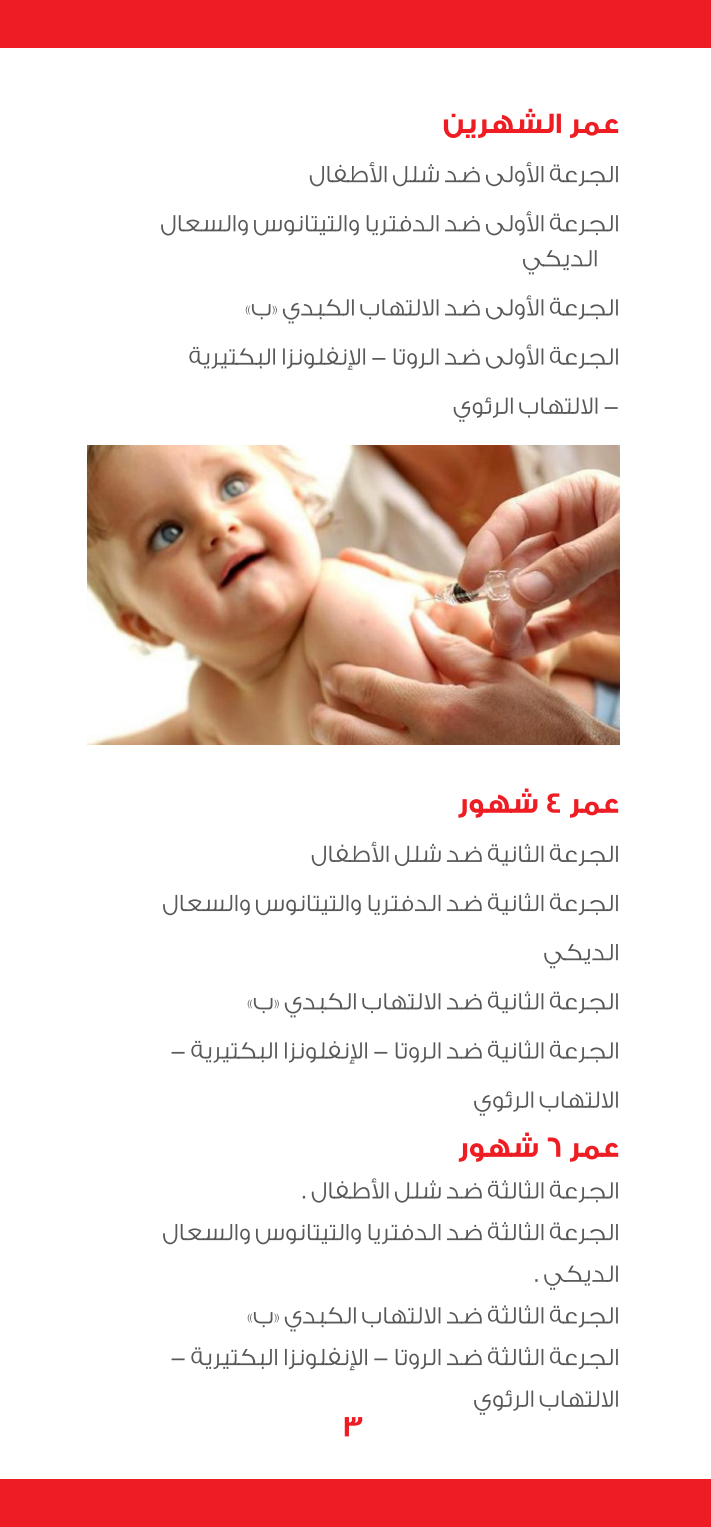 عمر الشهرين
الجرعة الأولى ضد شلل الأطفال
الجرعة الأولى ضد الدفتريا والتيتانوس والسعال
الديكي
الجرعة الأولى ضد الالتهاب الكبدي «ب»
الجرعة الأولى ضد الروتا – الإنفلونزا البكتيرية
– الالتهاب الرئوي
عمر ٤ شهور
الجرعة الثانية ضد شلل الأطفال
الجرعة الثانية ضد الدفتريا والتيتانوس والسعال
الديكي
الجرعة الثانية ضد الالتهاب الكبدي «ب»
الجرعة الثانية ضد الروتا – الإنفلونزا البكتيرية –
الالتهاب الرئوي
عمر ٦ شهور
الجرعة الثالثة ضد شلل الأطفال .
الجرعة الثالثة ضد الدفتريا والتيتانوس والسعال
الديكي .
الجرعة الثالثة ضد الالتهاب الكبدي «ب»
الجرعة الثالثة ضد الروتا – الإنفلونزا البكتيرية –
الالتهاب الرئوي
٣